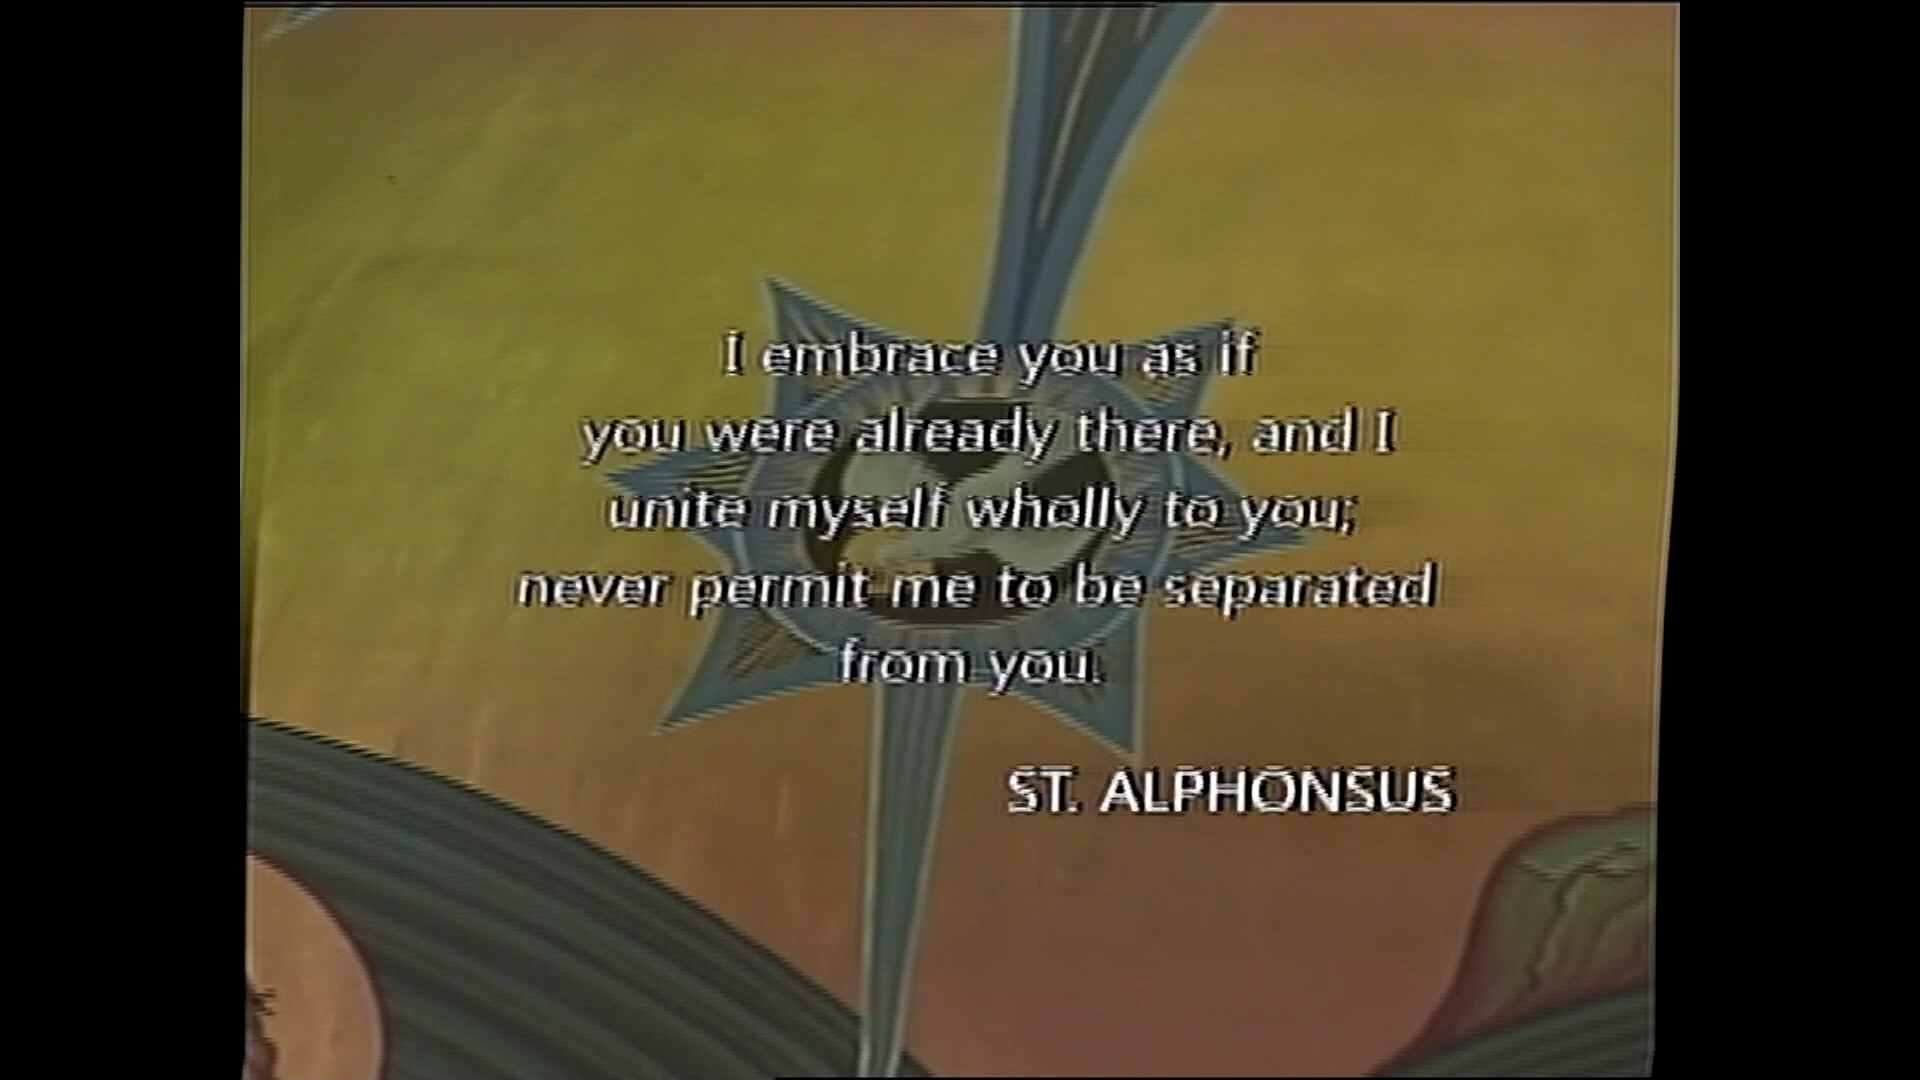 I embrace you as if
you were already there, and I
unite myself wholly to you;
never permit me to be separated
from you.
ST. ALPHONSUS